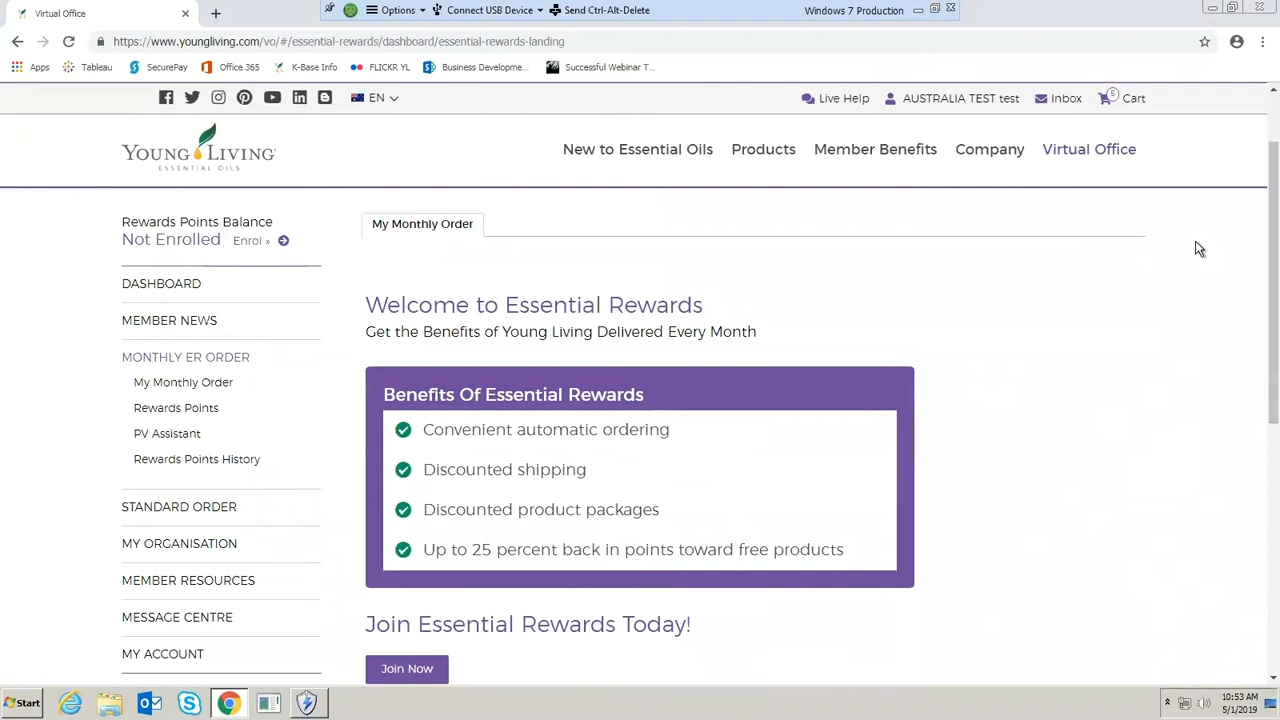 Virtual Office
Options
Connect USB Device
Send Ctrl-Alt-Delete
Windows 7 Production
https://www.youngliving.com/vo/#/essential-rewards/dashboard/essential-rewards-landing
Apps
Tableau
SecurePay
Office 365
K-Base Info
FLICKR YL
Business Developme...
Successful Webinar T...
EN
Live Help
AUSTRALIA TEST test
Inbox
5
Cart
YOUNG LIVING
ESSENTIAL OILS
New to Essential Oils
Products
Member Benefits
Company
Virtual Office
Rewards Points Balance
Not Enrolled
Enrol »
DASHBOARD
MEMBER NEWS
MONTHLY ER ORDER
My Monthly Order
Rewards Points
PV Assistant
Rewards Points History
STANDARD ORDER
MY ORGANISATION
MEMBER RESOURCES
MESSAGE CENTRE
MY ACCOUNT
My Monthly Order
Welcome to Essential Rewards
Get the Benefits of Young Living Delivered Every Month
Benefits Of Essential Rewards
Convenient automatic ordering
Discounted shipping
Discounted product packages
Up to 25 percent back in points toward free products
Join Essential Rewards Today!
Join Now
Start
10:53 AM
5/1/2019